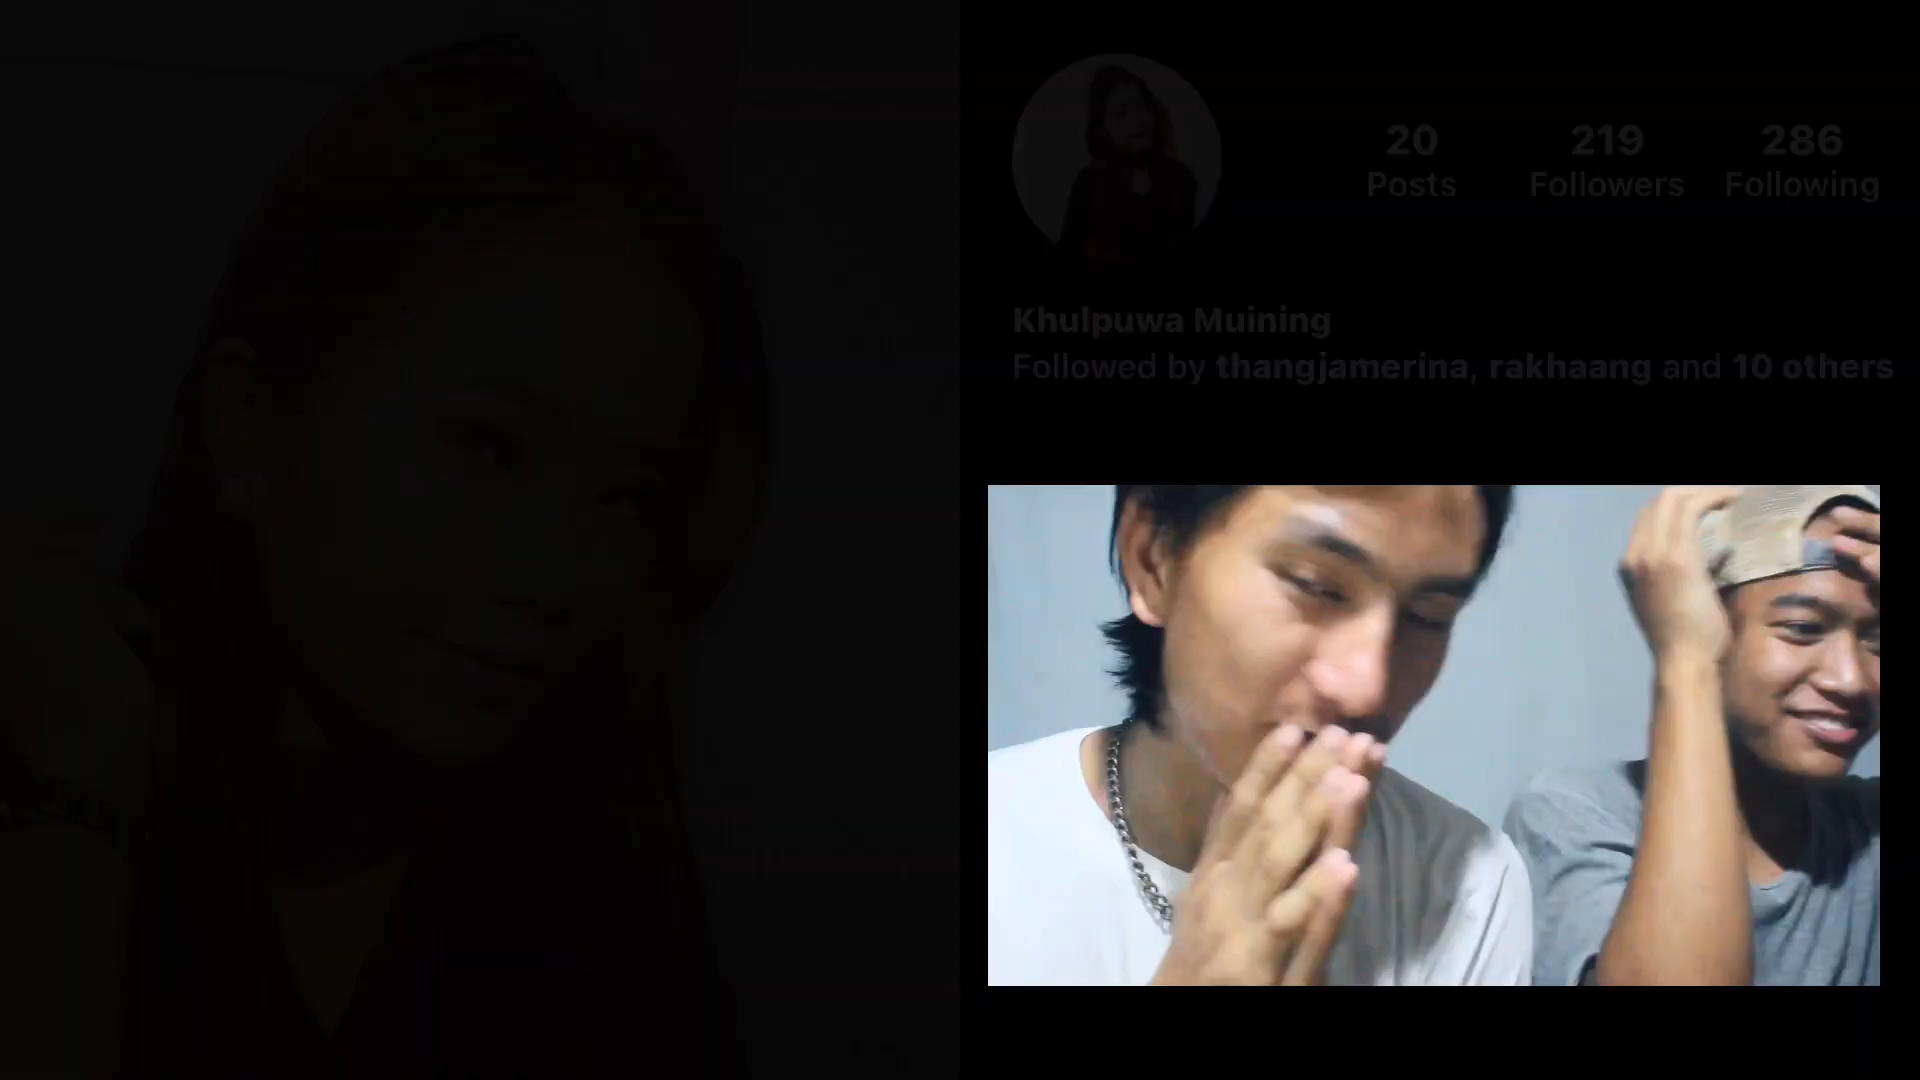 20 219 286
Posts Followers Following
Khulpuwa Muining
Followed by thangjamerina, rakhaang and 10 others